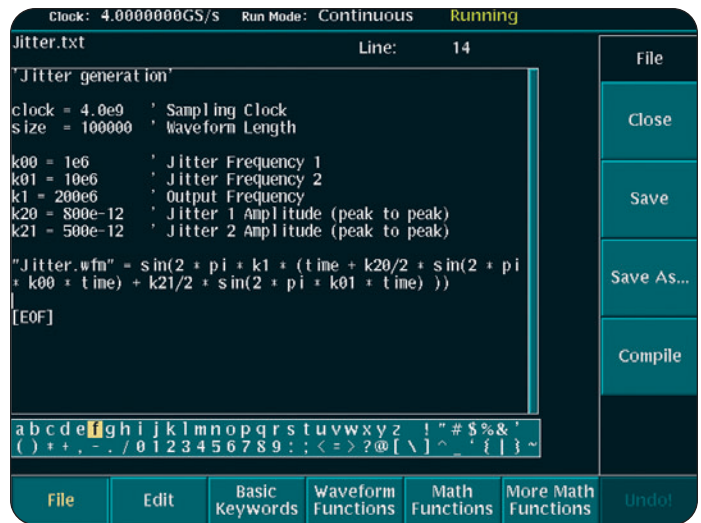 Clock: 4.0000000GS/s Run Mode: Continuous Running
Jitter.txt Line: 14
'Jitter generation'
clock = 4.0e9 ' Sampling Clock
size = 100000 ' Waveform Length
k00 = 1e6 ' Jitter Frequency 1
k01 = 10e6 ' Jitter Frequency 2
k1 = 200e6 ' Output Frequency
k20 = 800e-12 ' Jitter 1 Amplitude (peak to peak)
k21 = 500e-12 ' Jitter 2 Amplitude (peak to peak)
"Jitter.wfm" = sin(2 * pi * k1 * (time + k20/2 * sin(2 * pi
* k00 * time) + k21/2 * sin(2 * pi * k01 * time) ))
[EOF]
a b c d e f g h i j k l m n o p q r s t u v w x y z ! " # $ % & '
( ) * + , - . / 0 1 2 3 4 5 6 7 8 9 : ; < = > ? @ [ \ ] ^ _ ` { | } ~
File
Close
Save
Save As...
Compile
File Edit Basic Keywords Waveform Functions Math Functions More Math Functions Undo!